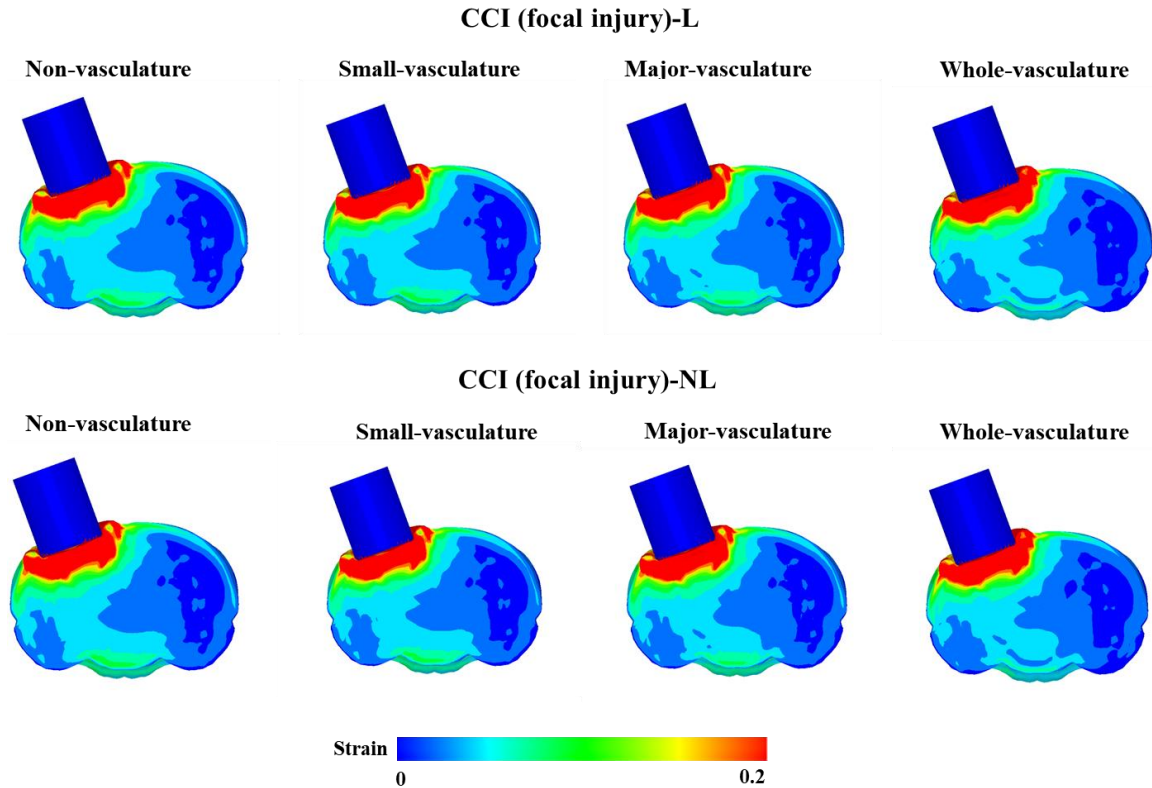 CCI (focal injury)-L
Non-vasculature Small-vasculature Major-vasculature Whole-vasculature
CCI (focal injury)-NL
Non-vasculature Small-vasculature Major-vasculature Whole-vasculature
Strain
0 0.2